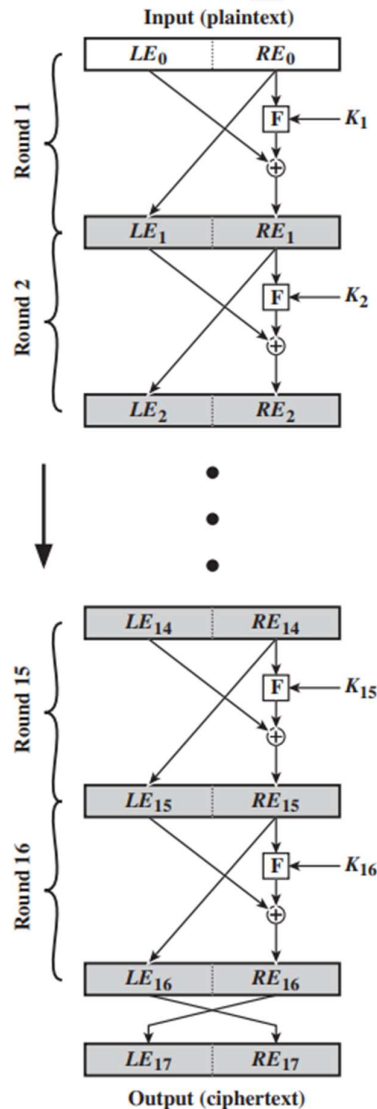 Input (plaintext)
LE0 RE0
Round 1
F
K1
+
LE1 RE1
Round 2
F
K2
+
LE2 RE2
LE14 RE14
Round 15
F
K15
+
LE15 RE15
Round 16
F
K16
+
LE16 RE16
LE17 RE17
Output (ciphertext)